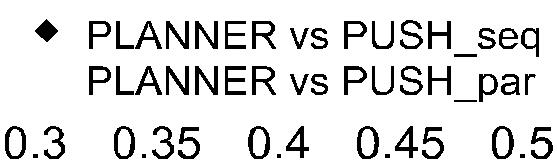 ◆ PLANNER vs PUSH_seq
PLANNER vs PUSH_par
0.3 0.35 0.4 0.45 0.5